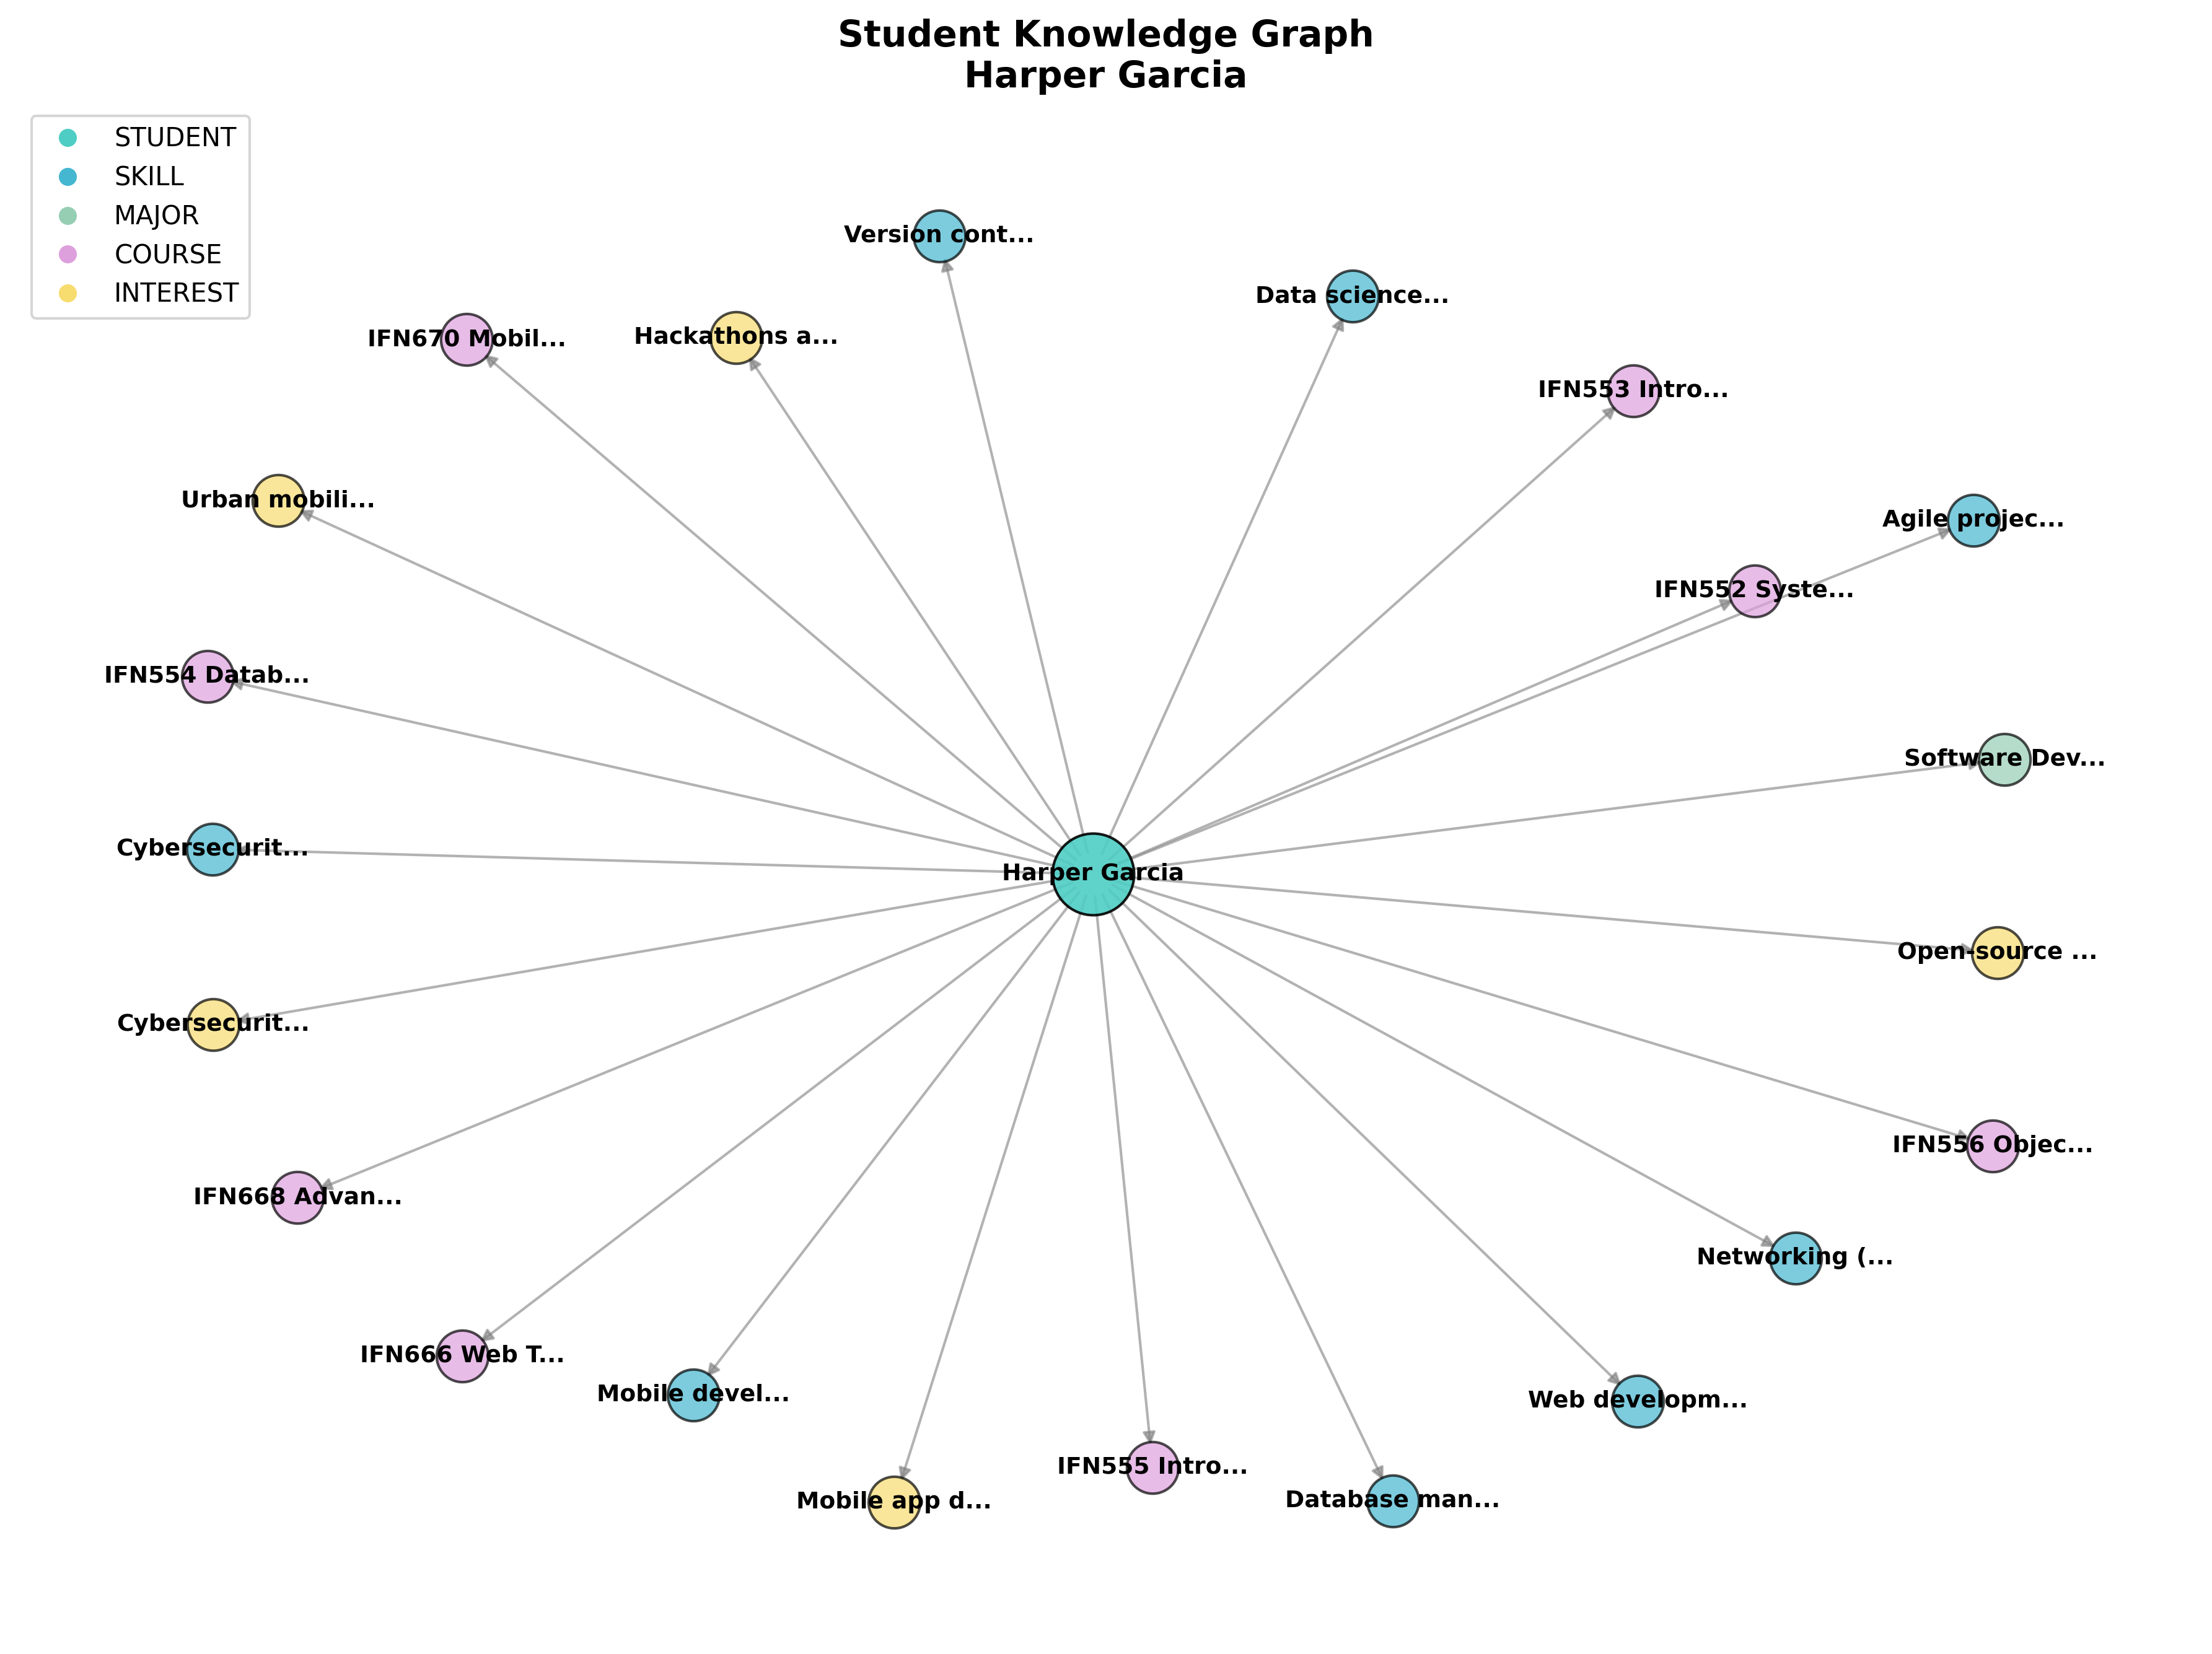 Student Knowledge Graph
Harper Garcia
STUDENT
SKILL
MAJOR
COURSE
INTEREST
Version cont...
Data science...
IFN670 Mobil...
Hackathons a...
IFN553 Intro...
Urban mobili...
Agile projec...
IFN552 Syste...
IFN554 Datab...
Software Dev...
Cybersecurit...
Harper Garcia
Open-source ...
Cybersecurit...
IFN556 Objec...
IFN668 Advan...
Networking (...
IFN666 Web T...
Mobile devel...
Web developm...
IFN555 Intro...
Mobile app d...
Database man...